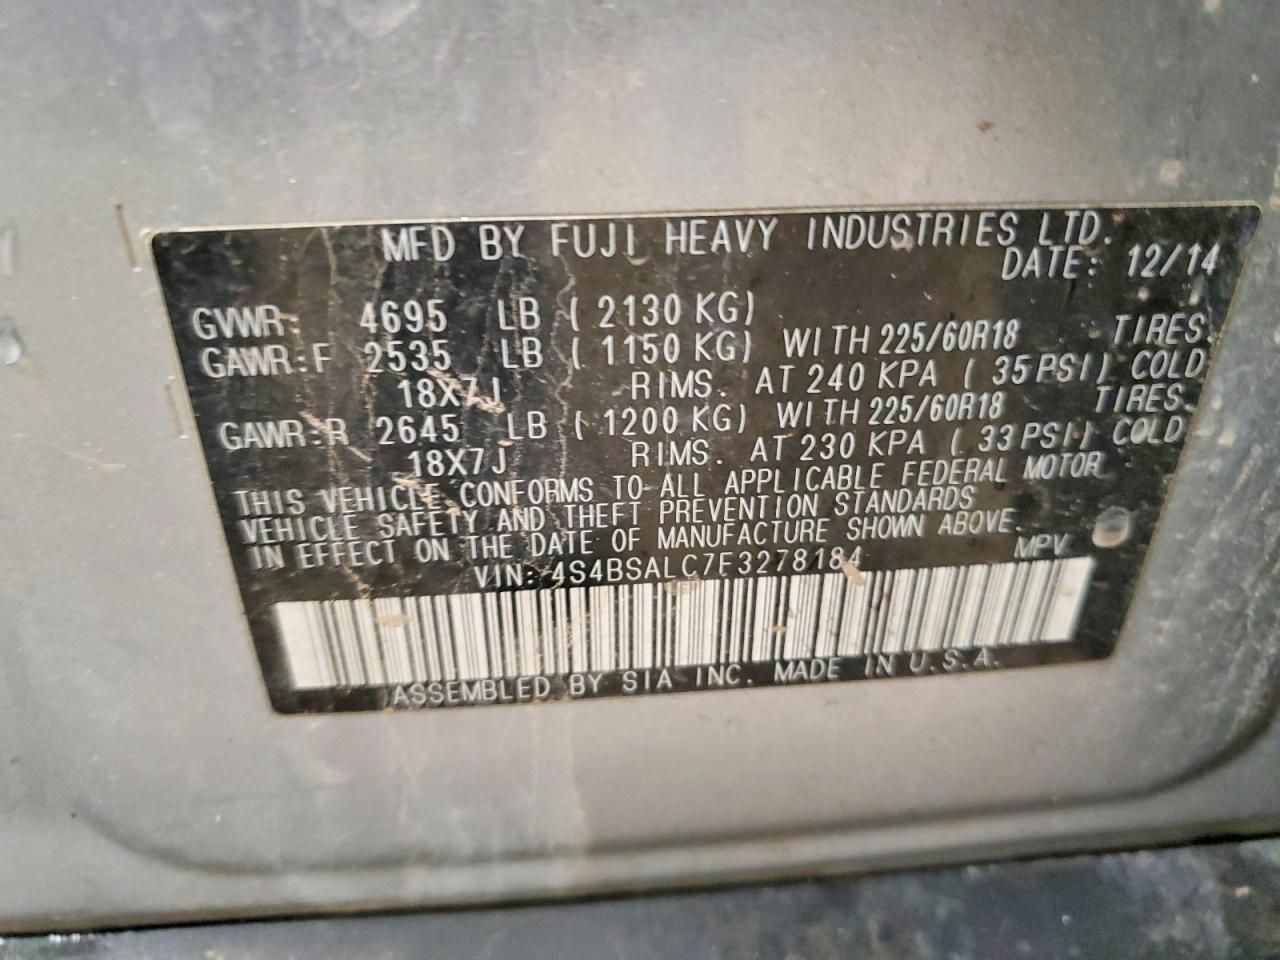 MFD BY FUJI HEAVY INDUSTRIES LTD.
DATE: 12/14
GVWR: 4695 LB ( 2130 KG)
GAWR:F 2535 LB ( 1150 KG) WITH 225/60R18 TIRES.
18X7J RIMS. AT 240 KPA ( 35 PSI) COLD
GAWR:R 2645 LB ( 1200 KG) WITH 225/60R18 TIRES.
18X7J RIMS. AT 230 KPA ( 33 PSI) COLD
THIS VEHICLE CONFORMS TO ALL APPLICABLE FEDERAL MOTOR
VEHICLE SAFETY AND THEFT PREVENTION STANDARDS
IN EFFECT ON THE DATE OF MANUFACTURE SHOWN ABOVE.
VIN: 4S4BSALC7F3278184 MPV
ASSEMBLED BY SIA INC. MADE IN U.S.A.